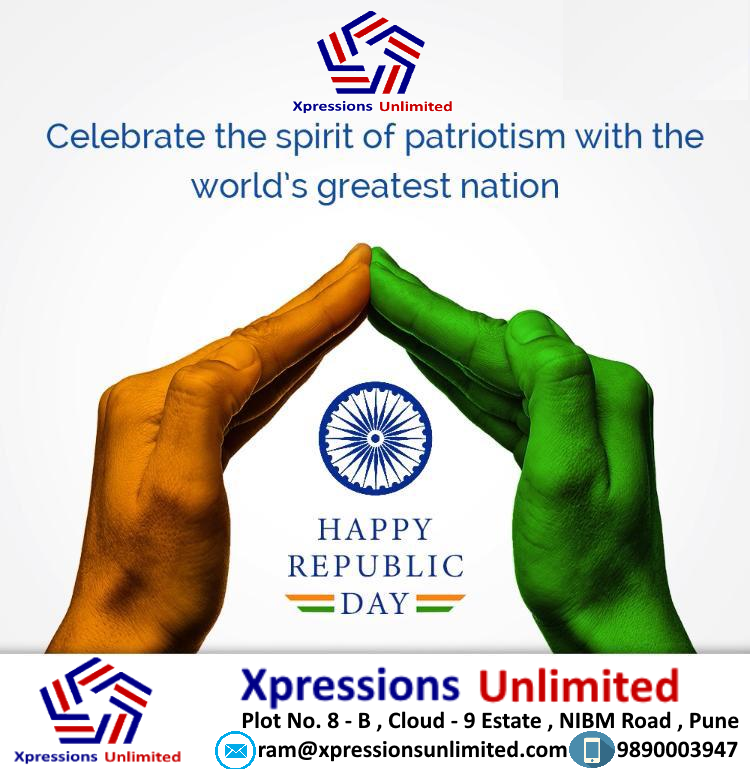 Xpressions Unlimited
Celebrate the spirit of patriotism with the
world's greatest nation
HAPPY
REPUBLIC
DAY
Xpressions Unlimited
Xpressions Unlimited
Plot No. 8 - B , Cloud - 9 Estate , NIBM Road , Pune
ram@xpressionsunlimited.com 9890003947